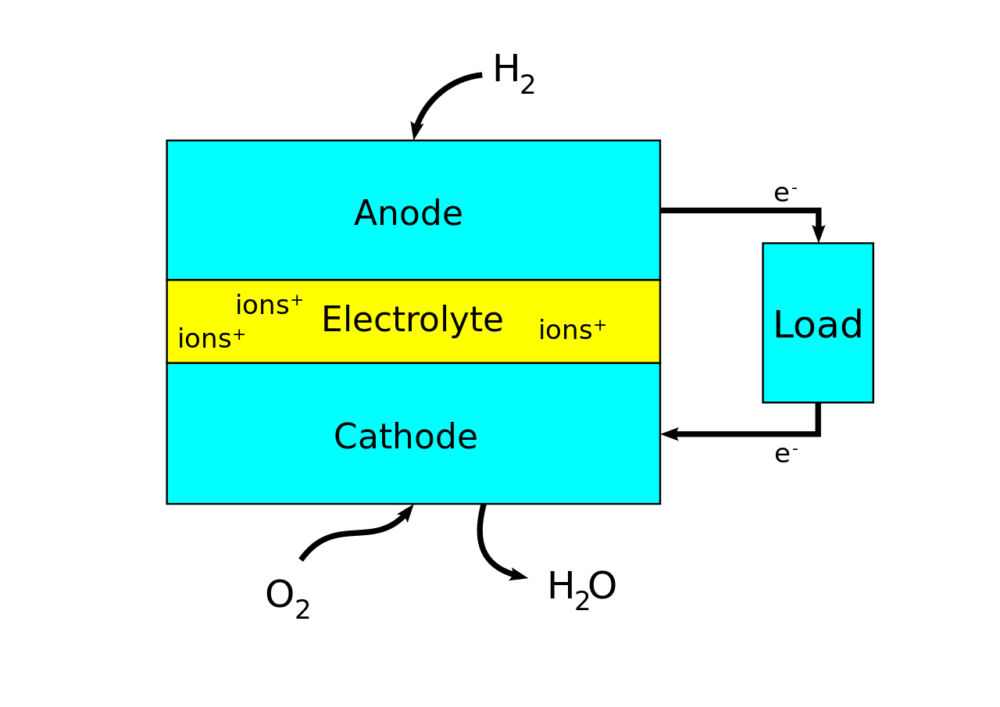 H₂
Anode
e⁻
ions⁺
Electrolyte
ions⁺
ions⁺
Load
Cathode
e⁻
O₂
H₂O